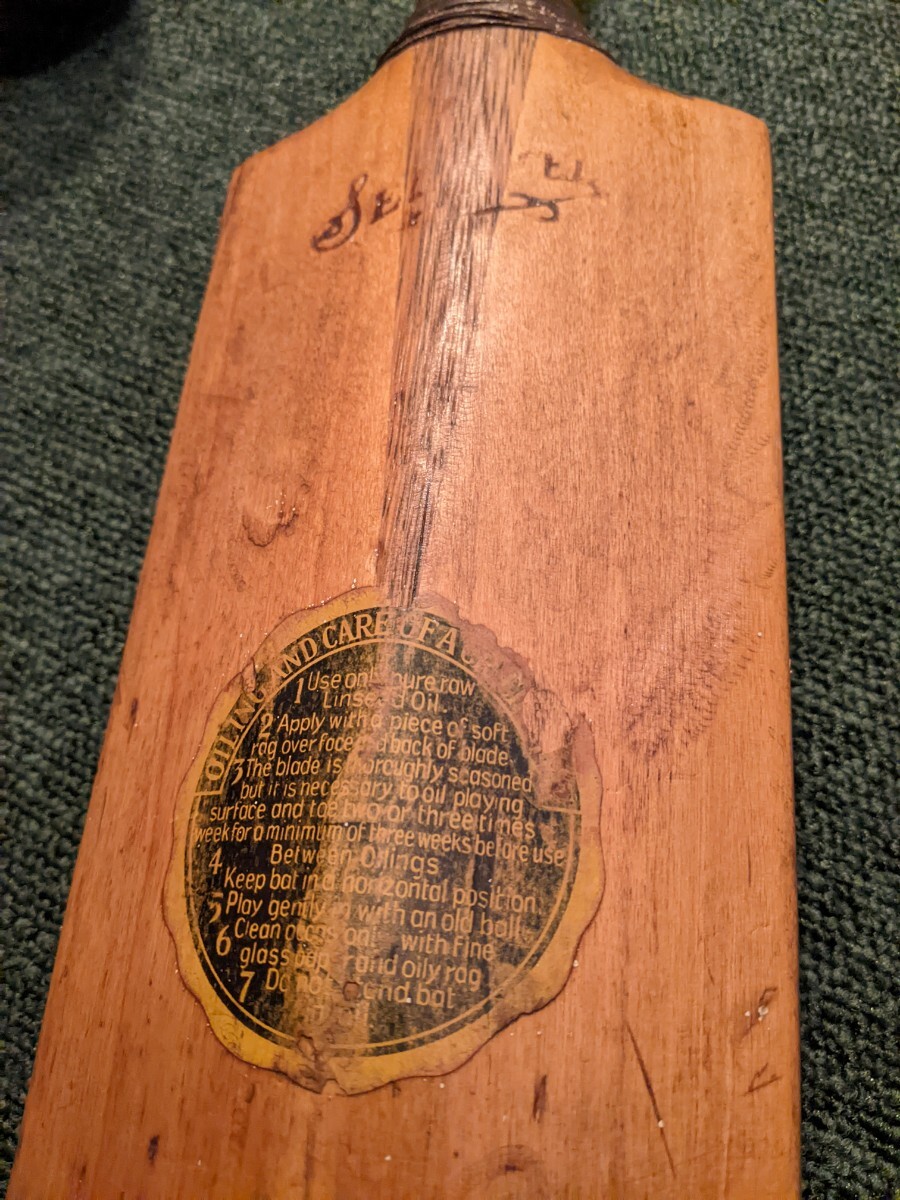 OILING AND CARE OF A
1 Use only pure raw
Linseed Oil.
2 Apply with a piece of soft
rag over face and back of blade.
3 The blade is thoroughly seasoned
but it is necessary to oil playing
surface and toe two or three times
week for a minimum of three weeks before use
4 Between Oilings
Keep bat in a horizontal position
5 Play gently in with an old ball.
6 Clean occasionally with Fine
glass paper and oily rag
7 Do not bat